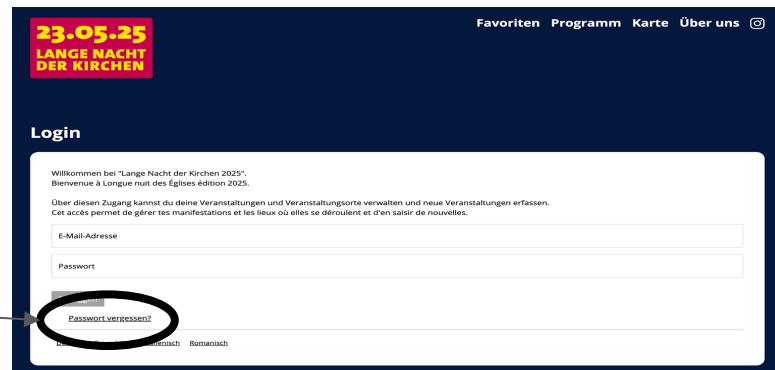 23.05.25
LANGE NACHT
DER KIRCHEN
Favoriten Programm Karte Über uns
Login
Willkommen bei "Lange Nacht der Kirchen 2025".
Bienvenue à Longue nuit des Églises édition 2025.
Über diesen Zugang kannst du deine Veranstaltungen und Veranstaltungsorte verwalten und neue Veranstaltungen erfassen.
Cet accès permet de gérer tes manifestations et les lieux où elles se déroulent et d'en saisir de nouvelles.
E-Mail-Adresse
Passwort
Passwort vergessen?
Romanisch